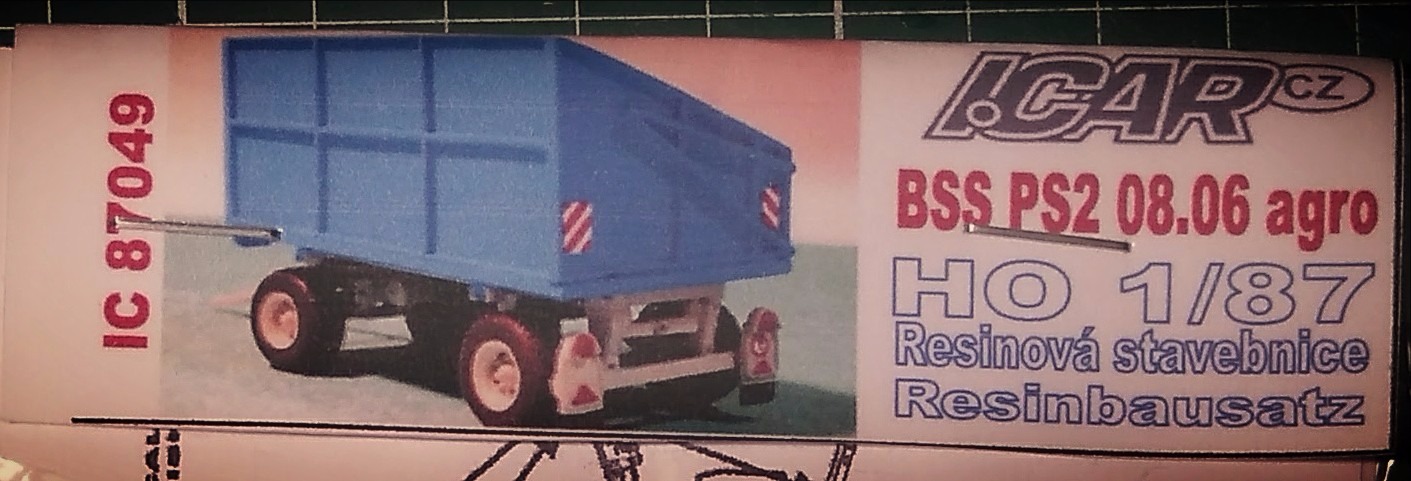 IC 87049
I.CAR CZ
BSS PS2 08.06 agro
HO 1/87
Resinová stavebnice
Resinbausatz